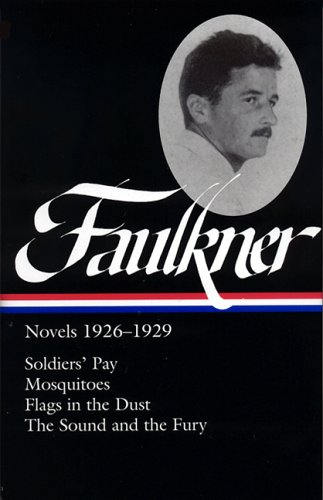 Faulkner
Novels 1926–1929
Soldiers' Pay
Mosquitoes
Flags in the Dust
The Sound and the Fury